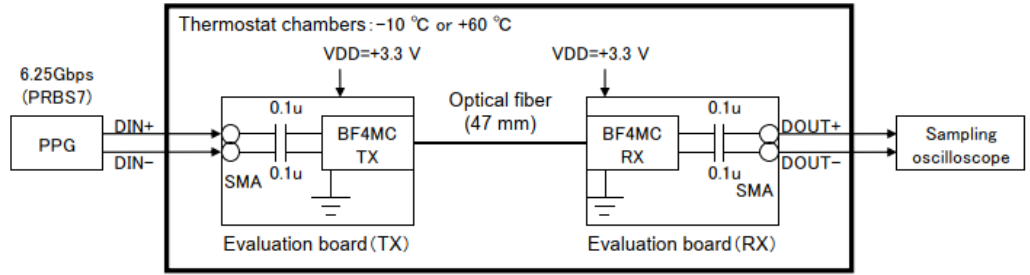 Thermostat chambers:-10 ℃ or +60 ℃
VDD=+3.3 V
VDD=+3.3 V
6.25Gbps
(PRBS7)
PPG
DIN+
DIN-
0.1u
0.1u
SMA
BF4MC
TX
Optical fiber
(47 mm)
BF4MC
RX
0.1u
0.1u
SMA
DOUT+
DOUT-
Sampling
oscilloscope
Evaluation board(TX)
Evaluation board(RX)